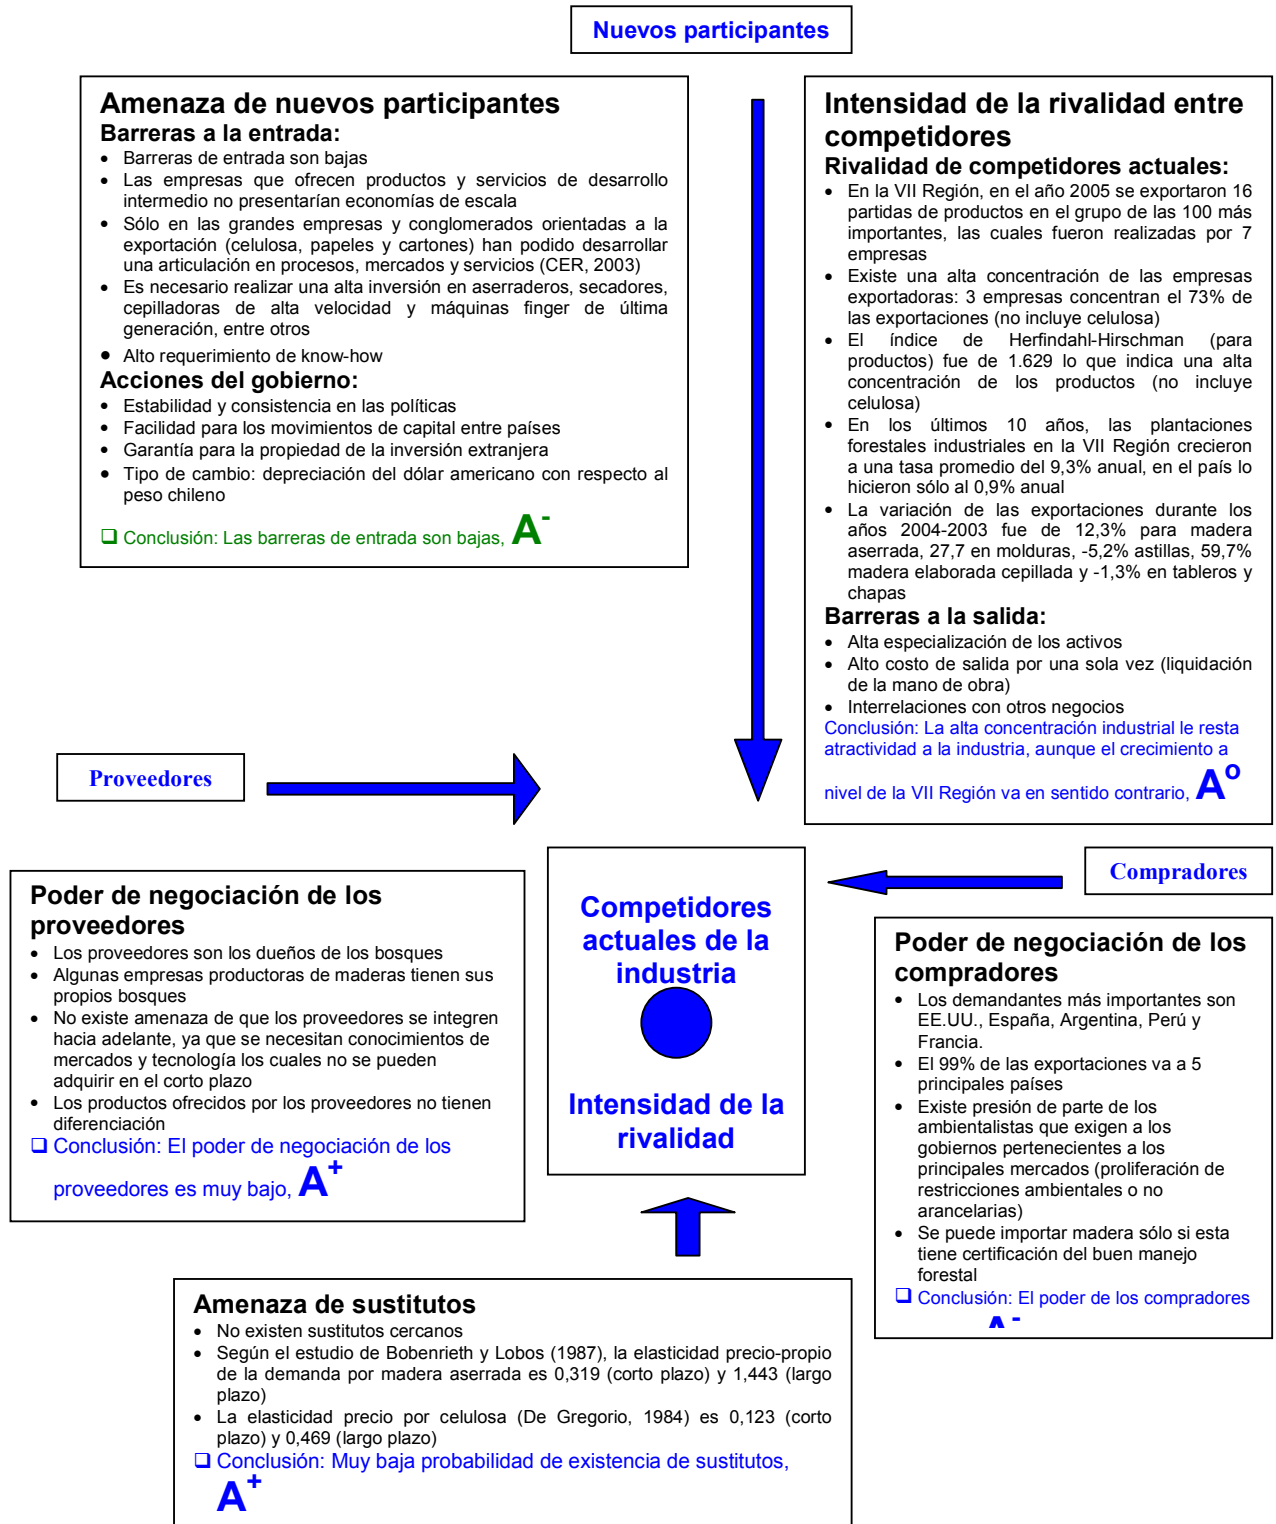 Nuevos participantes
Amenaza de nuevos participantes
Barreras a la entrada:
• Barreras de entrada son bajas
• Las empresas que ofrecen productos y servicios de desarrollo
intermedio no presentarían economías de escala
• Sólo en las grandes empresas y conglomerados orientadas a la
exportación (celulosa, papeles y cartones) han podido desarrollar
una articulación en procesos, mercados y servicios (CER, 2003)
• Es necesario realizar una alta inversión en aserraderos, secadores,
cepilladoras de alta velocidad y máquinas finger de última
generación, entre otros
• Alto requerimiento de know-how
Acciones del gobierno:
• Estabilidad y consistencia en las políticas
• Facilidad para los movimientos de capital entre países
• Garantía para la propiedad de la inversión extranjera
• Tipo de cambio: depreciación del dólar americano con respecto al
peso chileno
❑ Conclusión: Las barreras de entrada son bajas, A-
Intensidad de la rivalidad entre
competidores
Rivalidad de competidores actuales:
• En la VII Región, en el año 2005 se exportaron 16
partidas de productos en el grupo de las 100 más
importantes, las cuales fueron realizadas por 7
empresas
• Existe una alta concentración de las empresas
exportadoras: 3 empresas concentran el 73% de
las exportaciones (no incluye celulosa)
• El índice de Herfindahl-Hirschman (para
productos) fue de 1.629 lo que indica una alta
concentración de los productos (no incluye
celulosa)
• En los últimos 10 años, las plantaciones
forestales industriales en la VII Región crecieron
a una tasa promedio del 9,3% anual, en el país lo
hicieron sólo al 0,9% anual
• La variación de las exportaciones durante los
años 2004-2003 fue de 12,3% para madera
aserrada, 27,7 en molduras, -5,2% astillas, 59,7%
madera elaborada cepillada y -1,3% en tableros y
chapas
Barreras a la salida:
• Alta especialización de los activos
• Alto costo de salida por una sola vez (liquidación
de la mano de obra)
• Interrelaciones con otros negocios
Conclusión: La alta concentración industrial le resta
atractividad a la industria, aunque el crecimiento a
nivel de la VII Región va en sentido contrario, Aº
Proveedores
Poder de negociación de los
proveedores
• Los proveedores son los dueños de los bosques
• Algunas empresas productoras de maderas tienen sus
propios bosques
• No existe amenaza de que los proveedores se integren
hacia adelante, ya que se necesitan conocimientos de
mercados y tecnología los cuales no se pueden
adquirir en el corto plazo
• Los productos ofrecidos por los proveedores no tienen
diferenciación
❑ Conclusión: El poder de negociación de los
proveedores es muy bajo, A+
Competidores
actuales de la
industria
Intensidad de la
rivalidad
Compradores
Poder de negociación de los
compradores
• Los demandantes más importantes son
EE.UU., España, Argentina, Perú y
Francia.
• El 99% de las exportaciones va a 5
principales países
• Existe presión de parte de los
ambientalistas que exigen a los
gobiernos pertenecientes a los
principales mercados (proliferación de
restricciones ambientales o no
arancelarias)
• Se puede importar madera sólo si esta
tiene certificación del buen manejo
forestal
❑ Conclusión: El poder de los compradores
A-
Amenaza de sustitutos
• No existen sustitutos cercanos
• Según el estudio de Bobenrieth y Lobos (1987), la elasticidad precio-propio
de la demanda por madera aserrada es 0,319 (corto plazo) y 1,443 (largo
plazo)
• La elasticidad precio por celulosa (De Gregorio, 1984) es 0,123 (corto
plazo) y 0,469 (largo plazo)
❑ Conclusión: Muy baja probabilidad de existencia de sustitutos,
A+